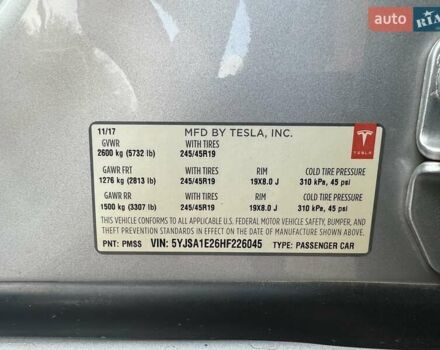 auto RIA
11/17 MFD BY TESLA, INC.
GVWR WITH TIRES
2600 kg (5732 lb) 245/45R19
GAWR FRT WITH TIRES RIM COLD TIRE PRESSURE
1276 kg (2813 lb) 245/45R19 19X8.0 J 310 kPa, 45 psi
GAWR RR WITH TIRES RIM COLD TIRE PRESSURE
1500 kg (3307 lb) 245/45R19 19X8.0 J 310 kPa, 45 psi
THIS VEHICLE CONFORMS TO ALL APPLICABLE U.S. FEDERAL MOTOR VEHICLE SAFETY, BUMPER, AND
THEFT PREVENTION STANDARDS IN EFFECT ON THE DATE OF MANUFACTURE SHOWN ABOVE.
PNT: PMSS VIN: 5YJSA1E26HF226045 TYPE: PASSENGER CAR
TESLA